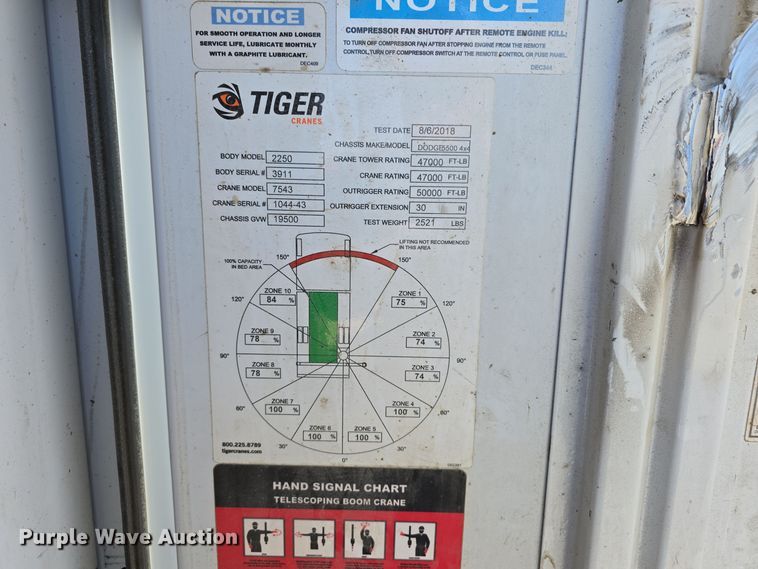 NOTICE
FOR SMOOTH OPERATION AND LONGER
SERVICE LIFE, LUBRICATE MONTHLY
WITH A GRAPHITE LUBRICANT.
DEC409
NOTICE
COMPRESSOR FAN SHUTOFF AFTER REMOTE ENGINE KILL:
TO TURN OFF COMPRESSOR FAN AFTER STOPPING ENGINE FROM THE REMOTE
CONTROL, TURN OFF COMPRESSOR SWITCH AT THE REMOTE CONTROL OR FUSE PANEL.
DEC344
TIGER
CRANES
TEST DATE 8/6/2018
CHASSIS MAKE/MODEL DODGE5500 4x4
BODY MODEL 2250
CRANE TOWER RATING 47000 FT-LB
BODY SERIAL # 3911
CRANE RATING 47000 FT-LB
CRANE MODEL 7543
OUTRIGGER RATING 50000 FT-LB
CRANE SERIAL # 1044-43
OUTRIGGER EXTENSION 30 IN
CHASSIS GVW 19500
TEST WEIGHT 2521 LBS
LIFTING NOT RECOMMENDED
IN THIS AREA
100% CAPACITY
IN BED AREA
150° 150°
ZONE 10
84 %
ZONE 1
75 %
120° 120°
ZONE 9
78 %
ZONE 2
74 %
90° 90°
ZONE 8
78 %
ZONE 3
74 %
60° 60°
ZONE 7
100 %
ZONE 4
100 %
ZONE 6
100 %
ZONE 5
100 %
30° 30°
0°
800.225.8789
tigercranes.com
HAND SIGNAL CHART
TELESCOPING BOOM CRANE
Purple Wave Auction